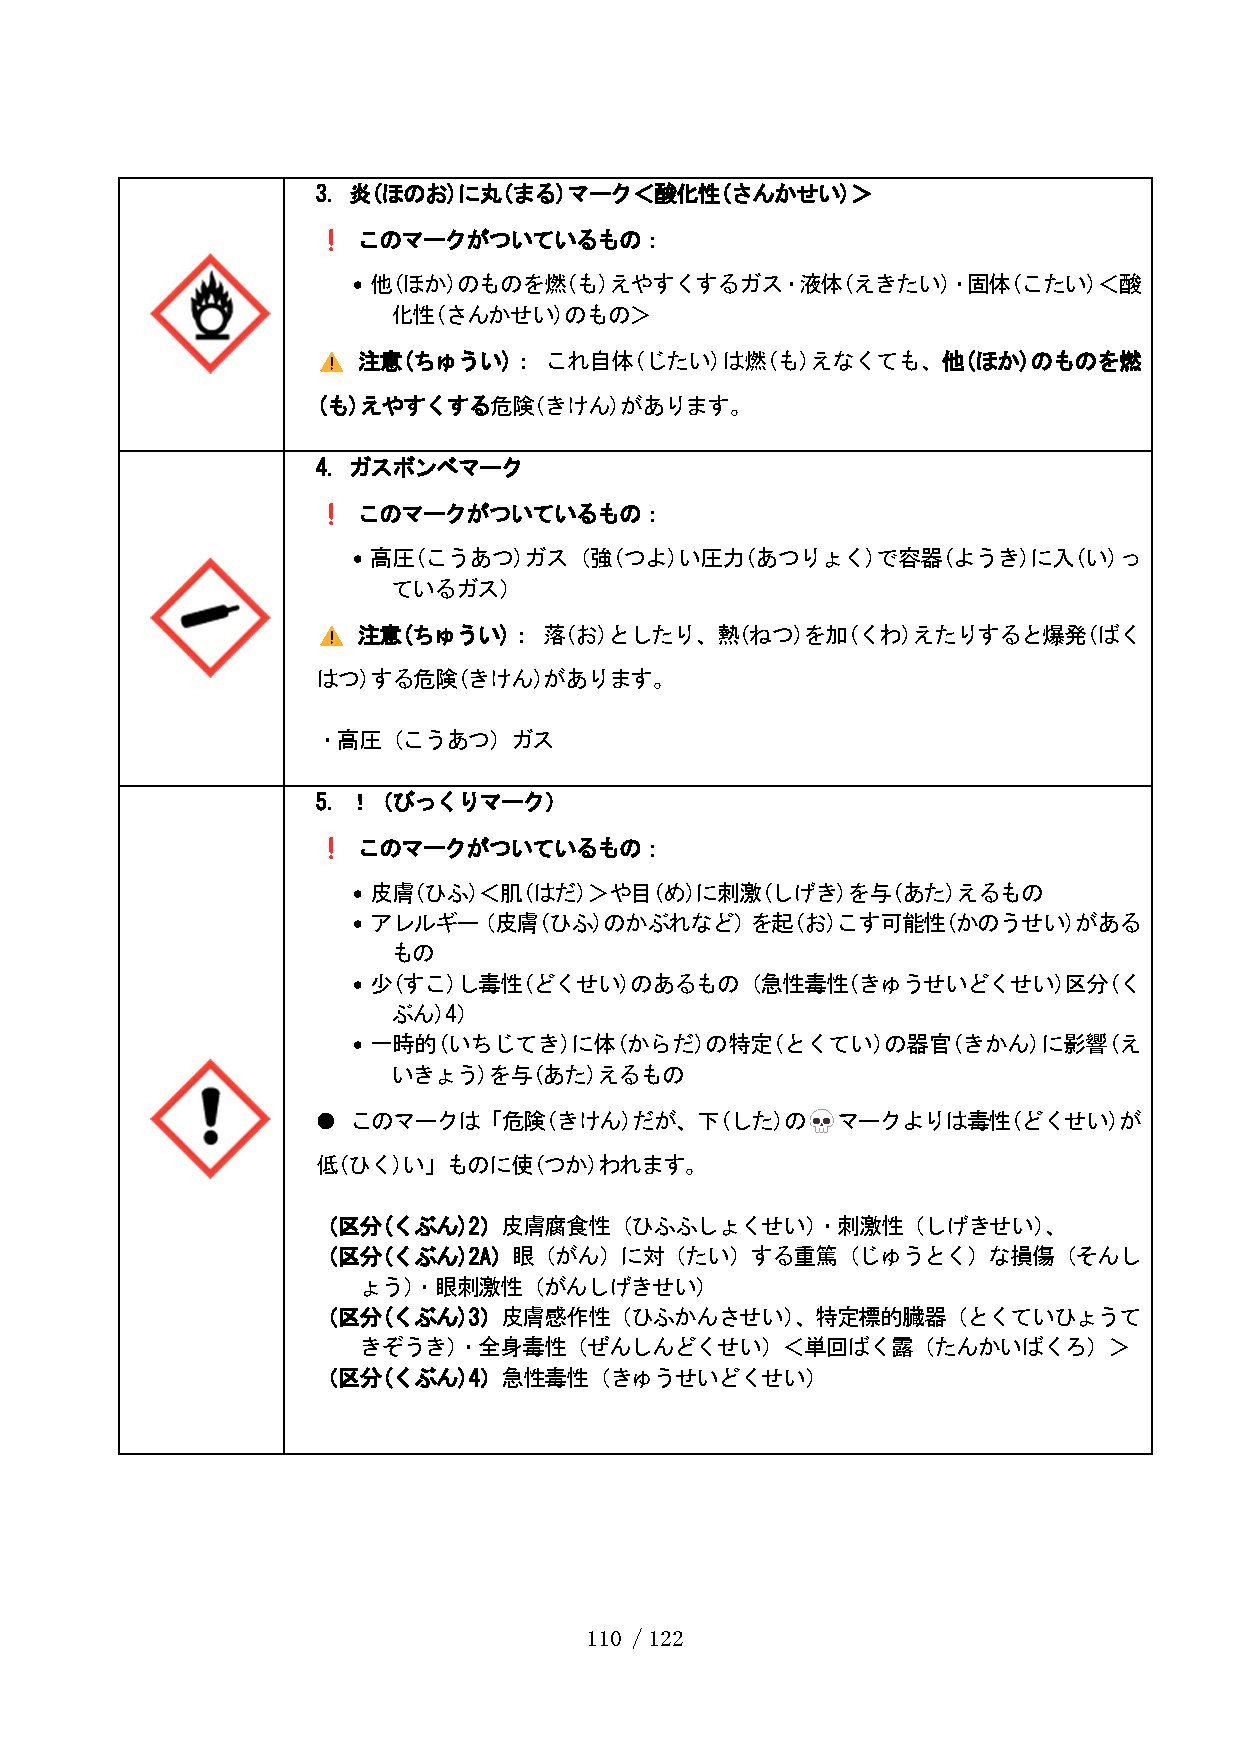 3. 炎(ほのお)に丸(まる)マーク＜酸化性(さんかせい)＞
❗ このマークがついているもの：
• 他(ほか)のものを燃(も)えやすくするガス・液体(えきたい)・固体(こたい)＜酸
化性(さんかせい)のもの＞
⚠ 注意(ちゅうい)： これ自体(じたい)は燃(も)えなくても、他(ほか)のものを燃
(も)えやすくする危険(きけん)があります。
4. ガスボンベマーク
❗ このマークがついているもの：
• 高圧(こうあつ)ガス（強(つよ)い圧力(あつりょく)で容器(ようき)に入(い)っ
ているガス）
⚠ 注意(ちゅうい)： 落(お)としたり、熱(ねつ)を加(くわ)えたりすると爆発(ばく
はつ)する危険(きけん)があります。
・高圧（こうあつ）ガス
5. ！（びっくりマーク）
❗ このマークがついているもの：
• 皮膚(ひふ)＜肌(はだ)＞や目(め)に刺激(しげき)を与(あた)えるもの
• アレルギー（皮膚(ひふ)のかぶれなど）を起(お)こす可能性(かのうせい)がある
もの
• 少(すこ)し毒性(どくせい)のあるもの（急性毒性(きゅうせいどくせい)区分(く
ぶん)4）
• 一時的(いちじてき)に体(からだ)の特定(とくてい)の器官(きかん)に影響(え
いきょう)を与(あた)えるもの
● このマークは「危険(きけん)だが、下(した)の💀マークよりは毒性(どくせい)が
低(ひく)い」ものに使(つか)われます。
（区分(くぶん)2）皮膚腐食性（ひふふしょくせい）・刺激性（しげきせい）、
（区分(くぶん)2A）眼（がん）に対（たい）する重篤（じゅうとく）な損傷（そんし
ょう）・眼刺激性（がんしげきせい）
（区分(くぶん)3）皮膚感作性（ひふかんさせい）、特定標的臓器（とくていひょうて
きぞうき）・全身毒性（ぜんしんどくせい）＜単回ばく露（たんかいばくろ）＞
（区分(くぶん)4）急性毒性（きゅうせいどくせい）
110 / 122